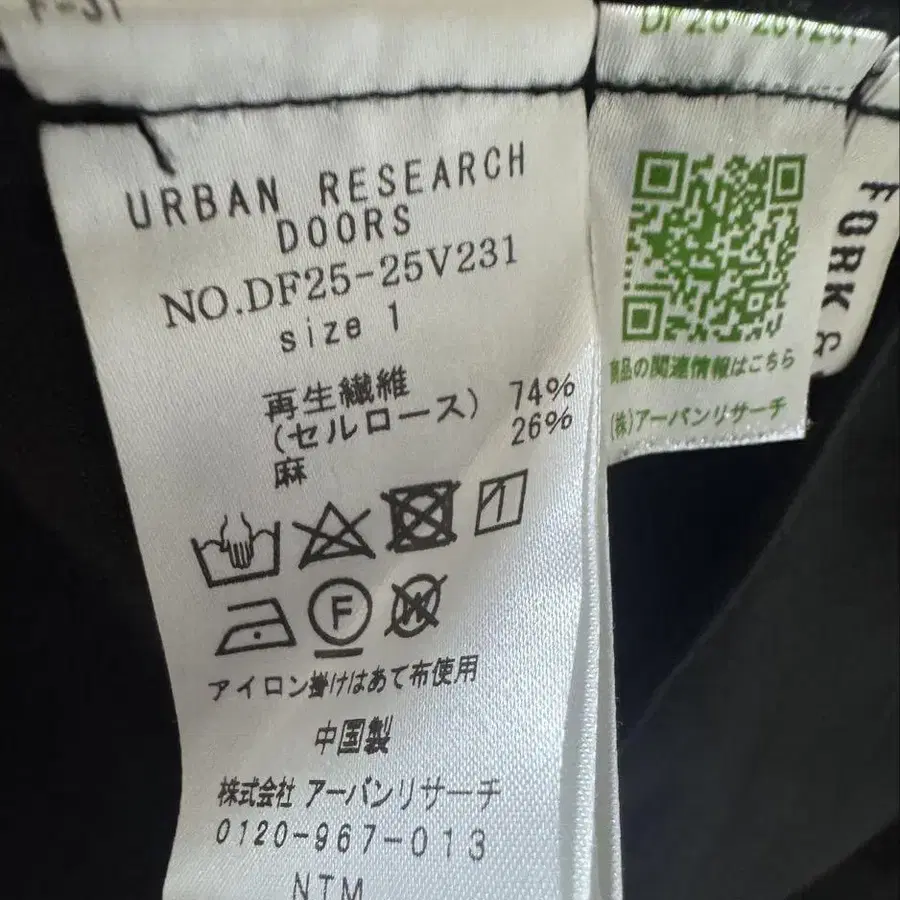 F-31
URBAN RESEARCH
DOORS
NO.DF25-25V231
size 1
再生繊維
(セルロース) 74%
麻 26%
F
W
アイロン掛けはあて布使用
中国製
株式会社 アーバンリサーチ
0120-967-013
NTM
商品の関連情報はこちら
(株)アーバンリサーチ
FORK &